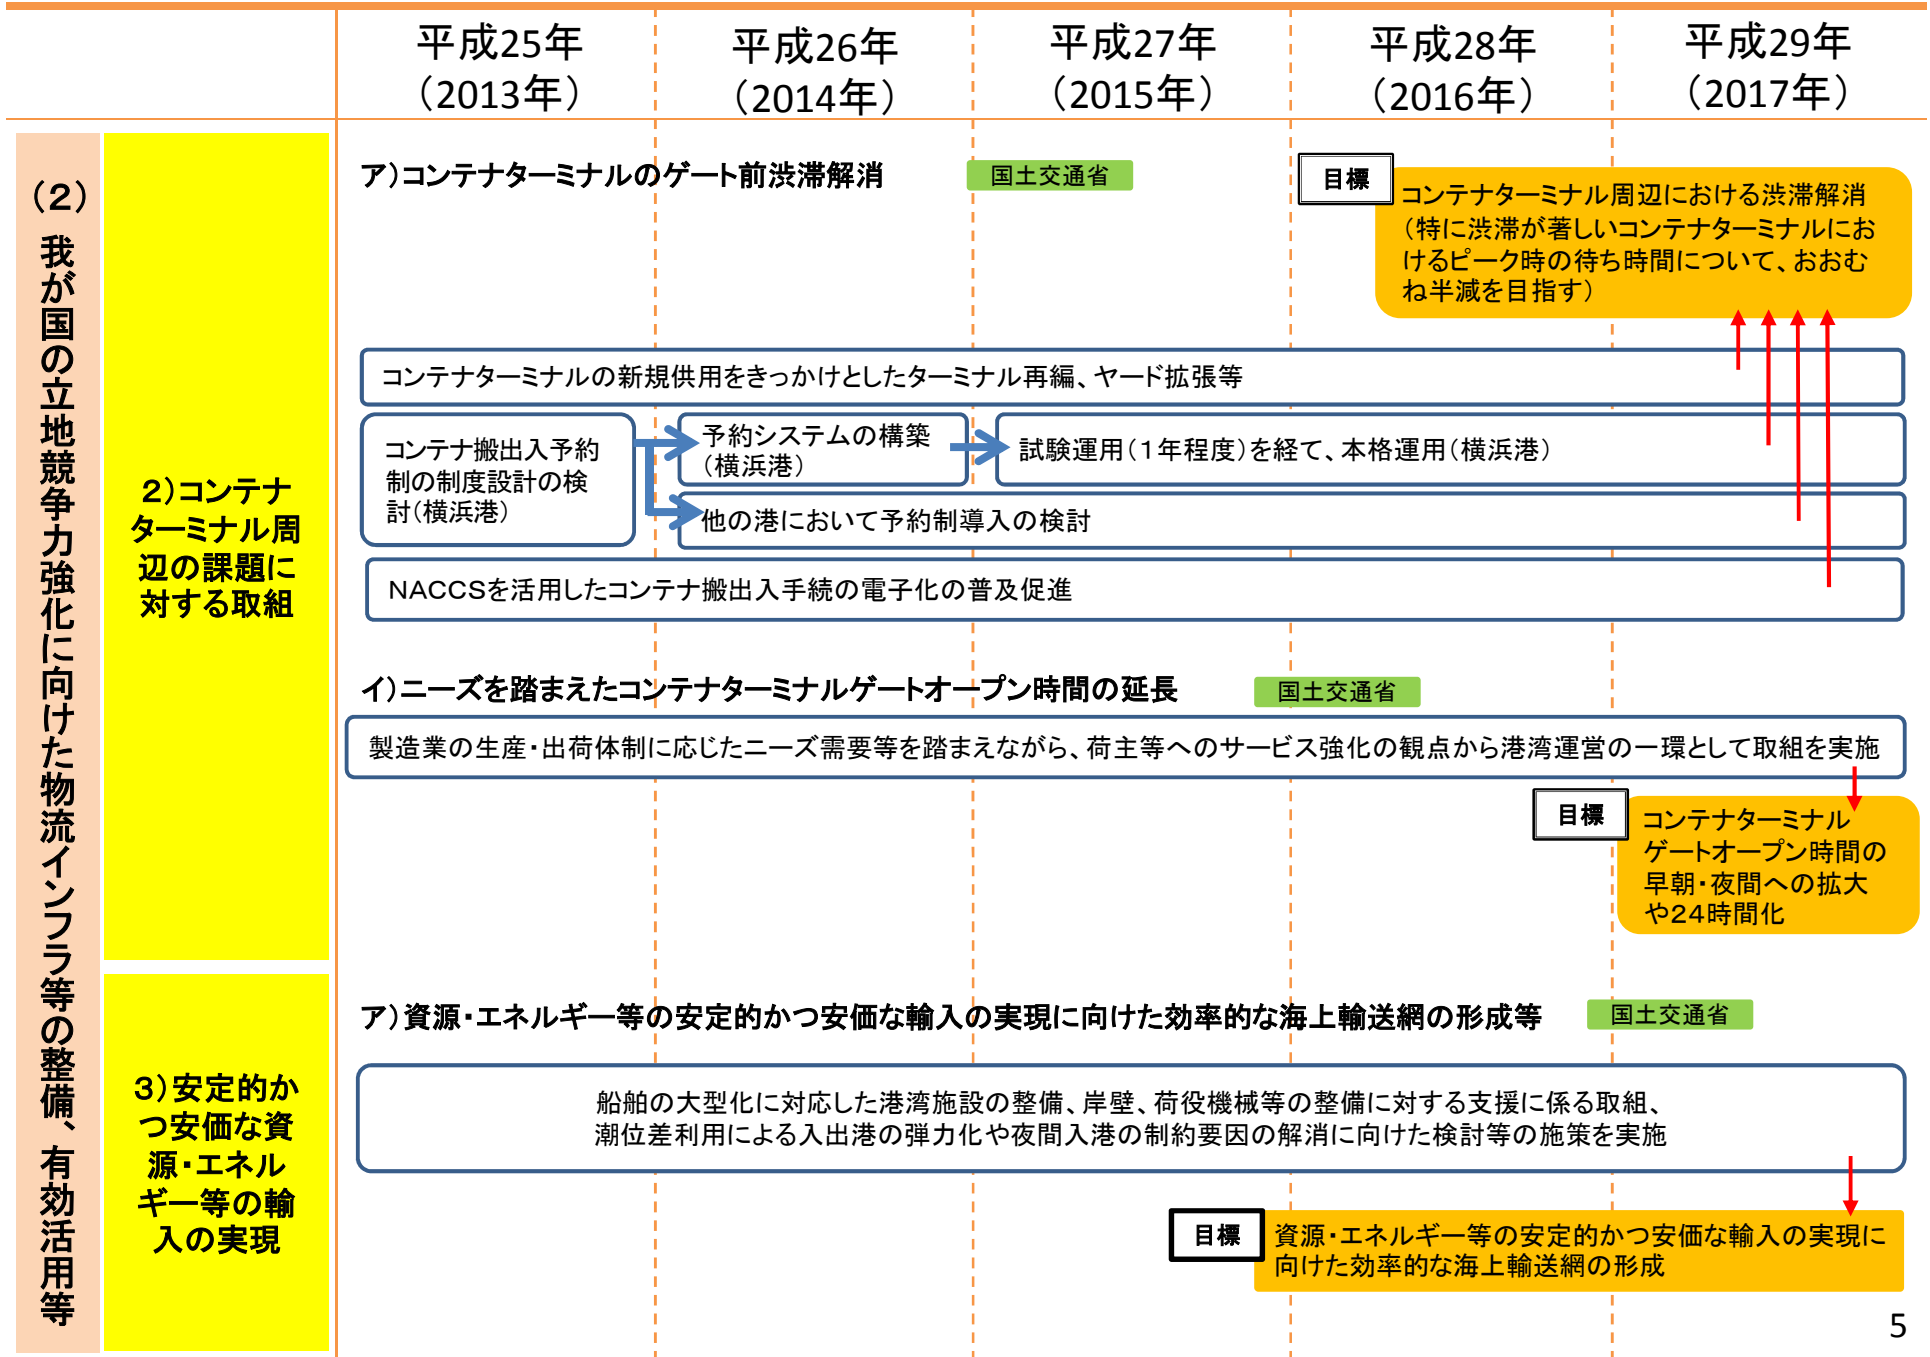 平成25年
（2013年）
平成26年
（2014年）
平成27年
（2015年）
平成28年
（2016年）
平成29年
（2017年）
（２）我が国の立地競争力強化に向けた物流インフラ等の整備、有効活用等
２）コンテナ
ターミナル周
辺の課題に
対する取組
ア）コンテナターミナルのゲート前渋滞解消
国土交通省
目標
コンテナターミナル周辺における渋滞解消
（特に渋滞が著しいコンテナターミナルにお
けるピーク時の待ち時間について、おおむ
ね半減を目指す）
コンテナターミナルの新規供用をきっかけとしたターミナル再編、ヤード拡張等
コンテナ搬出入予約
制の制度設計の検
討（横浜港）
予約システムの構築
（横浜港）
試験運用（１年程度）を経て、本格運用（横浜港）
他の港において予約制導入の検討
ＮＡＣＣＳを活用したコンテナ搬出入手続の電子化の普及促進
イ）ニーズを踏まえたコンテナターミナルゲートオープン時間の延長
国土交通省
製造業の生産・出荷体制に応じたニーズ需要等を踏まえながら、荷主等へのサービス強化の観点から港湾運営の一環として取組を実施
目標
コンテナターミナル
ゲートオープン時間の
早朝・夜間への拡大
や２４時間化
３）安定的か
つ安価な資
源・エネル
ギー等の輸
入の実現
ア）資源・エネルギー等の安定的かつ安価な輸入の実現に向けた効率的な海上輸送網の形成等
国土交通省
船舶の大型化に対応した港湾施設の整備、岸壁、荷役機械等の整備に対する支援に係る取組、
潮位差利用による入出港の弾力化や夜間入港の制約要因の解消に向けた検討等の施策を実施
目標
資源・エネルギー等の安定的かつ安価な輸入の実現に
向けた効率的な海上輸送網の形成
5